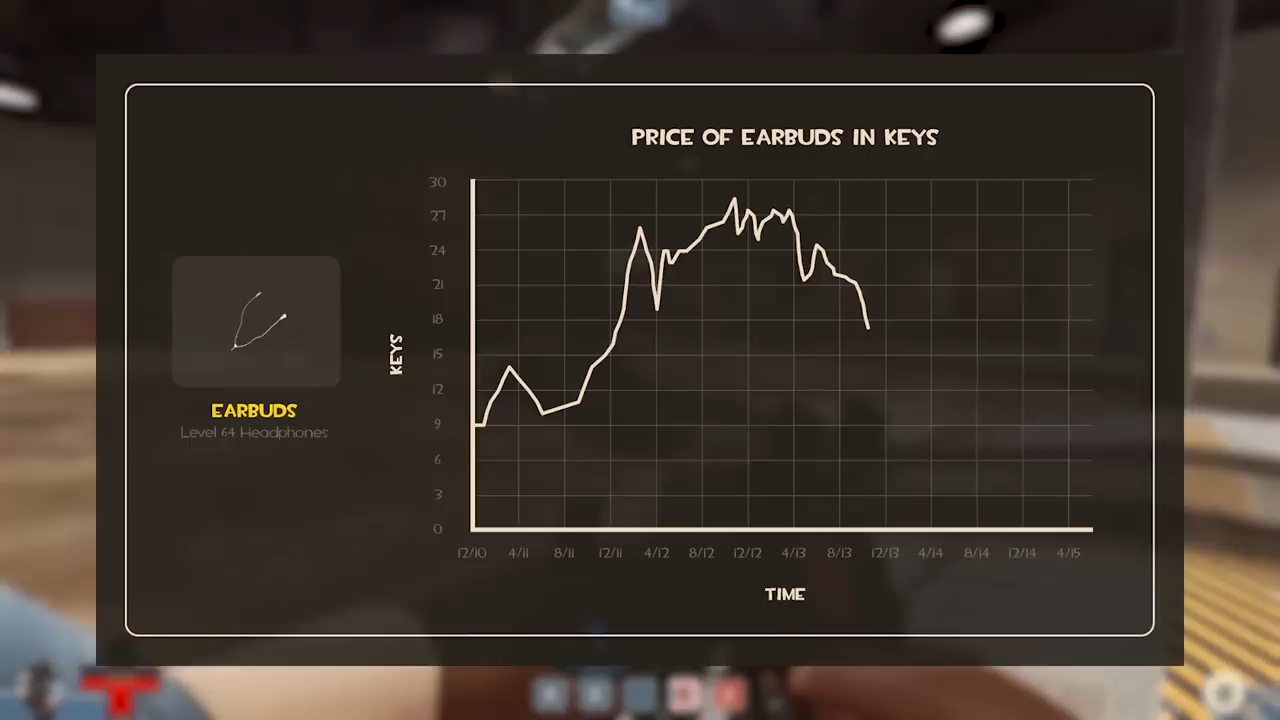 PRICE OF EARBUDS IN KEYS
30
27
24
21
18
15
12
9
6
3
0
KEYS
12/10 4/11 8/11 12/11 4/12 8/12 12/12 4/13 8/13 12/13 4/14 8/14 12/14 4/15
TIME
EARBUDS
Level 64 Headphones